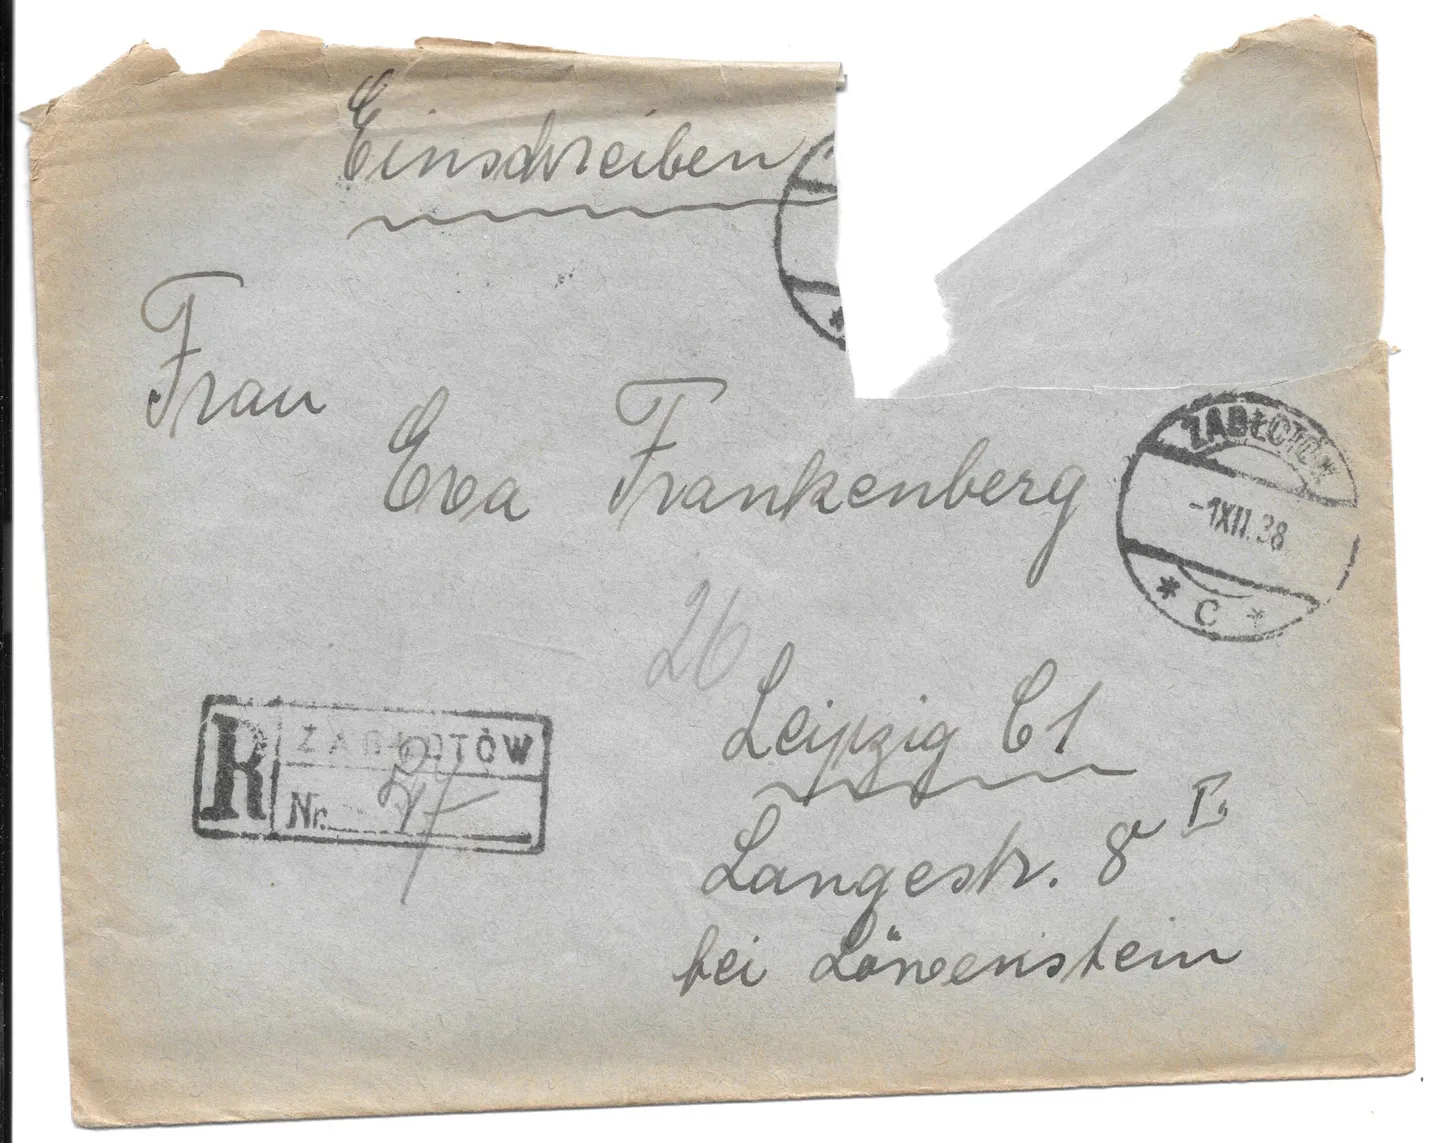 Einschreiben
Frau
Eva Frankenberg
ZABŁOTÓW
-1XII.38
* C *
26
Leipzig C1
R ZABŁOTÓW
Nr.
Langestr. 8 I.
bei Löwenstein